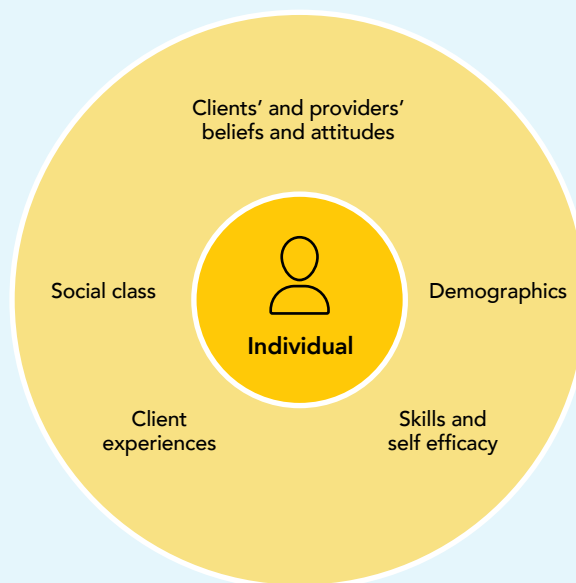 Clients’ and providers’
beliefs and attitudes
Social class
Individual
Demographics
Client
experiences
Skills and
self efficacy